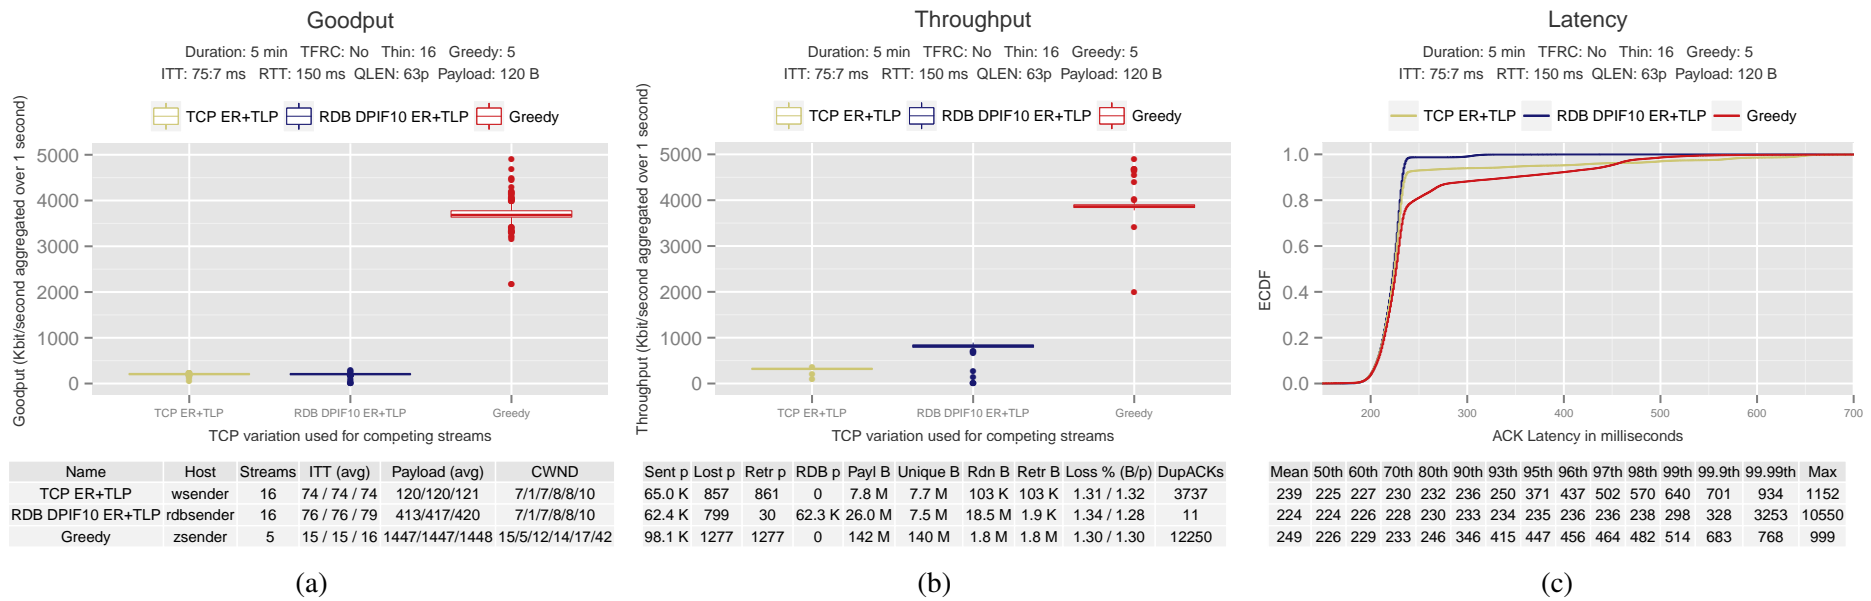 Goodput
Duration: 5 min TFRC: No Thin: 16 Greedy: 5
ITT: 75:7 ms RTT: 150 ms QLEN: 63p Payload: 120 B
TCP ER+TLP RDB DPIF10 ER+TLP Greedy
Goodput (Kbit/second aggregated over 1 second)
5000
4000
3000
2000
1000
0
TCP ER+TLP RDB DPIF10 ER+TLP Greedy
TCP variation used for competing streams
Name Host Streams ITT (avg) Payload (avg) CWND
TCP ER+TLP wsender 16 74 / 74 / 74 120/120/121 7/1/7/8/8/10
RDB DPIF10 ER+TLP rdbsender 16 76 / 76 / 79 413/417/420 7/1/7/8/8/10
Greedy zsender 5 15 / 15 / 16 1447/1447/1448 15/5/12/14/17/42
(a)
Throughput
Duration: 5 min TFRC: No Thin: 16 Greedy: 5
ITT: 75:7 ms RTT: 150 ms QLEN: 63p Payload: 120 B
TCP ER+TLP RDB DPIF10 ER+TLP Greedy
Throughput (Kbit/second aggregated over 1 second)
5000
4000
3000
2000
1000
0
TCP ER+TLP RDB DPIF10 ER+TLP Greedy
TCP variation used for competing streams
Sent p Lost p Retr p RDB p Payl B Unique B Rdn B Retr B Loss % (B/p) DupACKs
65.0 K 857 861 0 7.8 M 7.7 M 103 K 103 K 1.31 / 1.32 3737
62.4 K 799 30 62.3 K 26.0 M 7.5 M 18.5 M 1.9 K 1.34 / 1.28 11
98.1 K 1277 1277 0 142 M 140 M 1.8 M 1.8 M 1.30 / 1.30 12250
(b)
Latency
Duration: 5 min TFRC: No Thin: 16 Greedy: 5
ITT: 75:7 ms RTT: 150 ms QLEN: 63p Payload: 120 B
TCP ER+TLP RDB DPIF10 ER+TLP Greedy
ECDF
1.0
0.8
0.6
0.4
0.2
0.0
200 300 400 500 600 700
ACK Latency in milliseconds
Mean 50th 60th 70th 80th 90th 93th 95th 96th 97th 98th 99th 99.9th 99.99th Max
239 225 227 230 232 236 250 371 437 502 570 640 701 934 1152
224 224 226 228 230 233 234 235 236 236 238 298 328 3253 10550
249 226 229 233 246 346 415 447 456 464 482 514 683 768 999
(c)